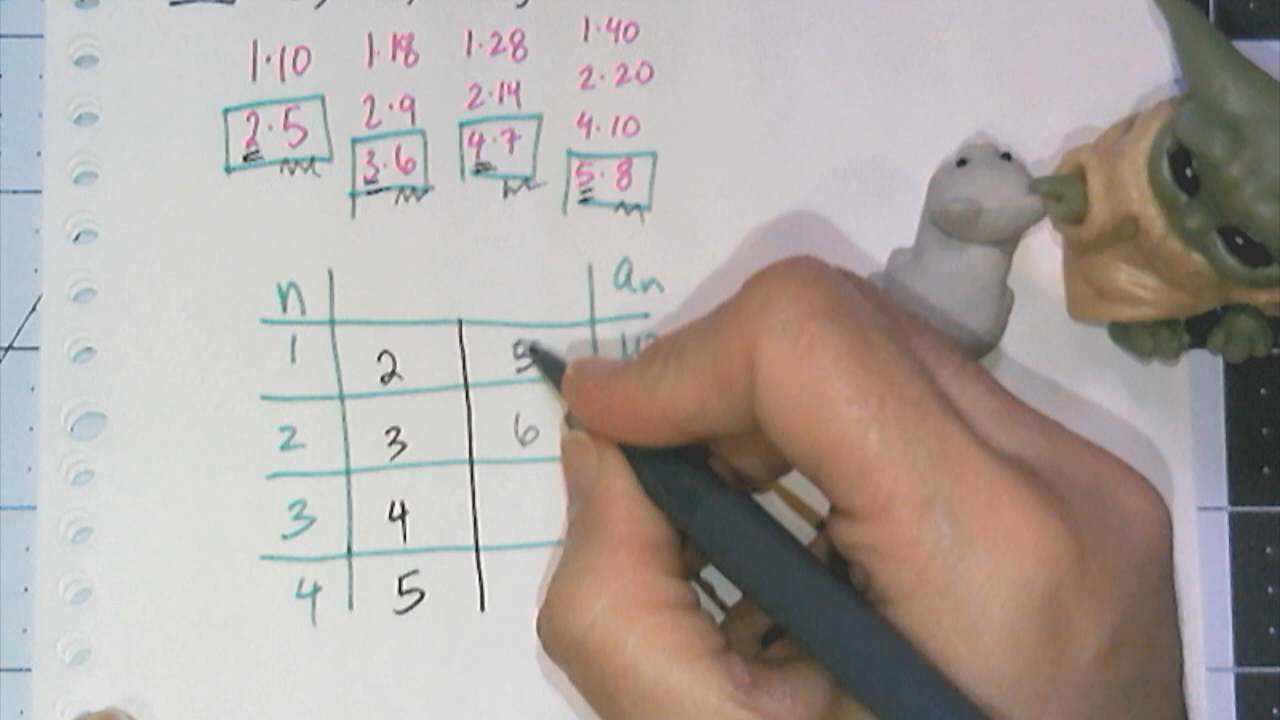 1·10 1·18 1·28 1·40
2·5 2·9 2·14 2·20
3·6 4·7 4·10
5·8
n an
1 2 5
2 3 6
3 4
4 5